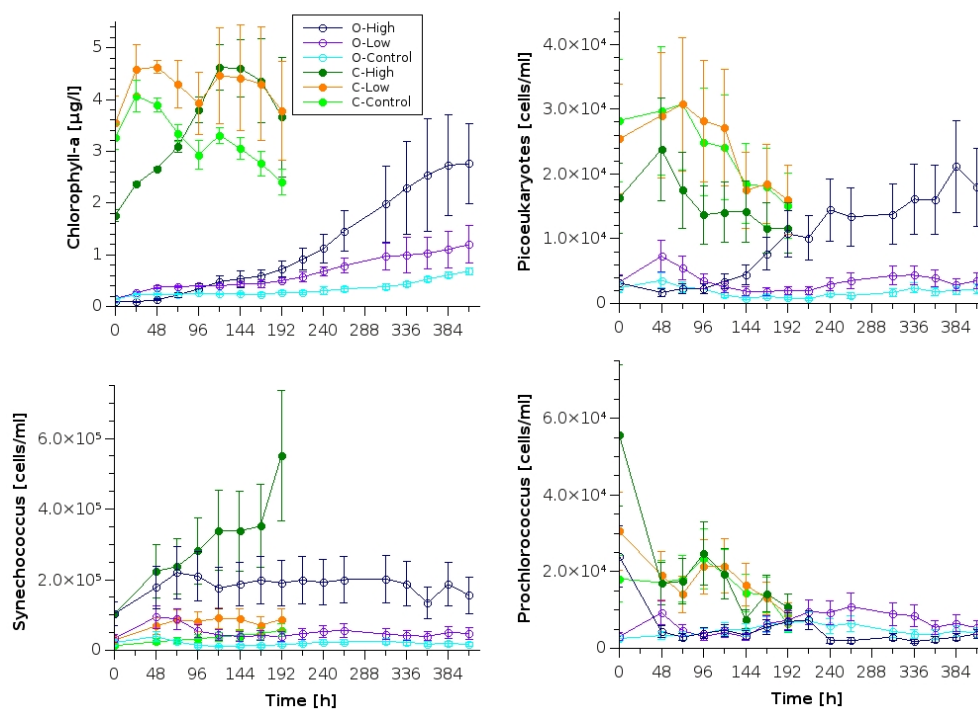 Chlorophyll-a [µg/l]
5
4
3
2
1
0
0 48 96 144 192 240 288 336 384
O-High
O-Low
O-Control
C-High
C-Low
C-Control
Picoeukaryotes [cells/ml]
4.0×10⁴
3.0×10⁴
2.0×10⁴
1.0×10⁴
0
0 48 96 144 192 240 288 336 384
Synechococcus [cells/ml]
6.0×10⁵
4.0×10⁵
2.0×10⁵
0
0 48 96 144 192 240 288 336 384
Time [h]
Prochlorococcus [cells/ml]
6.0×10⁴
4.0×10⁴
2.0×10⁴
0
0 48 96 144 192 240 288 336 384
Time [h]